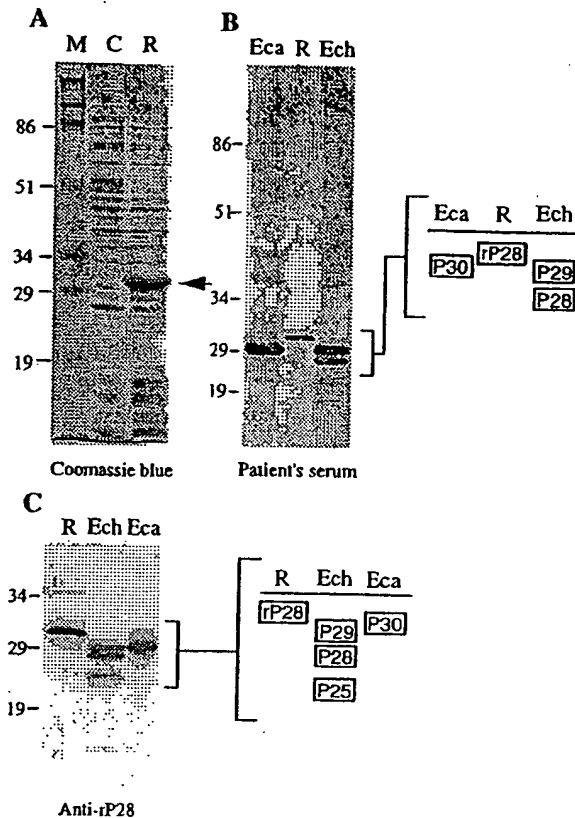 A
M C R
86
51
34
29
19
Coomassie blue
B
Eca R Ech
86
51
34
29
19
Patient's serum
Eca R Ech
P30 rP28 P29
P28
C
R Ech Eca
34
29
19
Anti-rP28
R Ech Eca
rP28 P29 P30
P28
P25